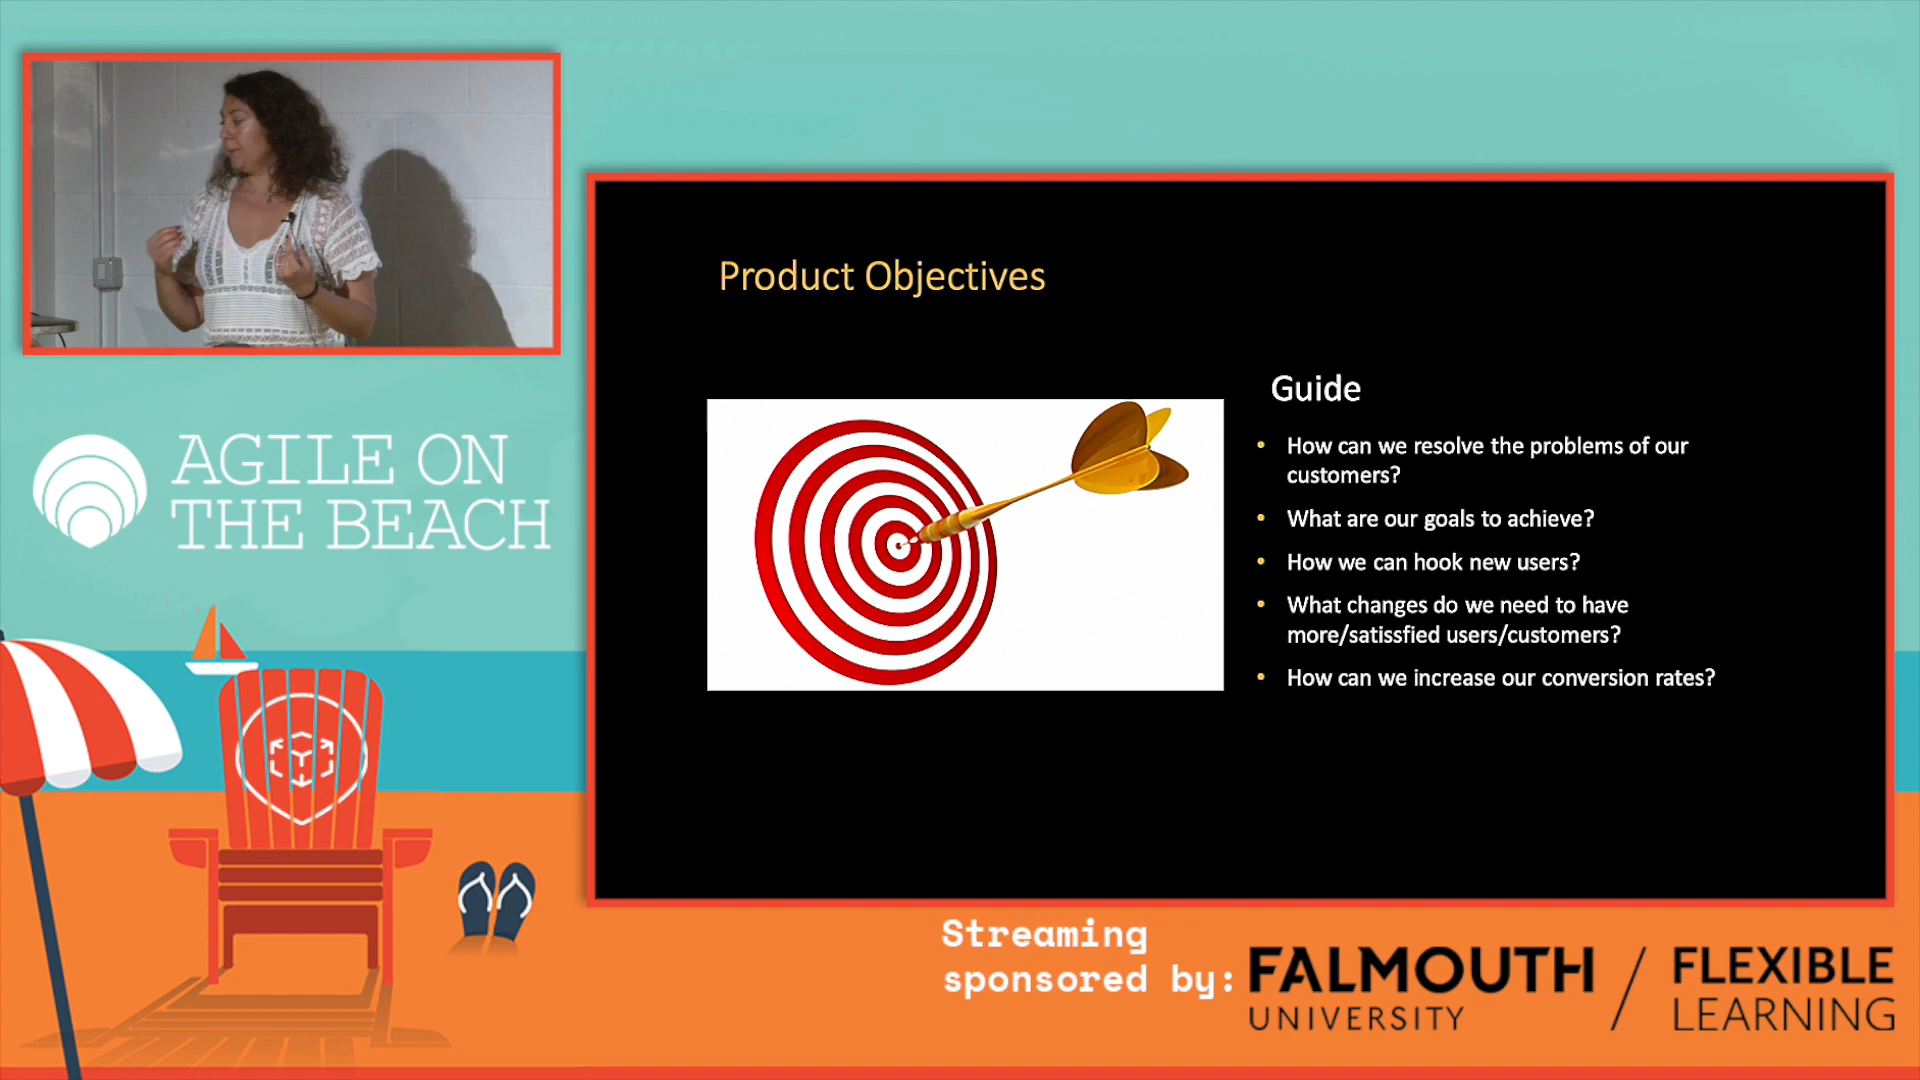 AGILE ON
THE BEACH
Product Objectives
Guide
• How can we resolve the problems of our
customers?
• What are our goals to achieve?
• How we can hook new users?
• What changes do we need to have
more/satissfied users/customers?
• How can we increase our conversion rates?
Streaming
sponsored by:
FALMOUTH
UNIVERSITY
FLEXIBLE
LEARNING